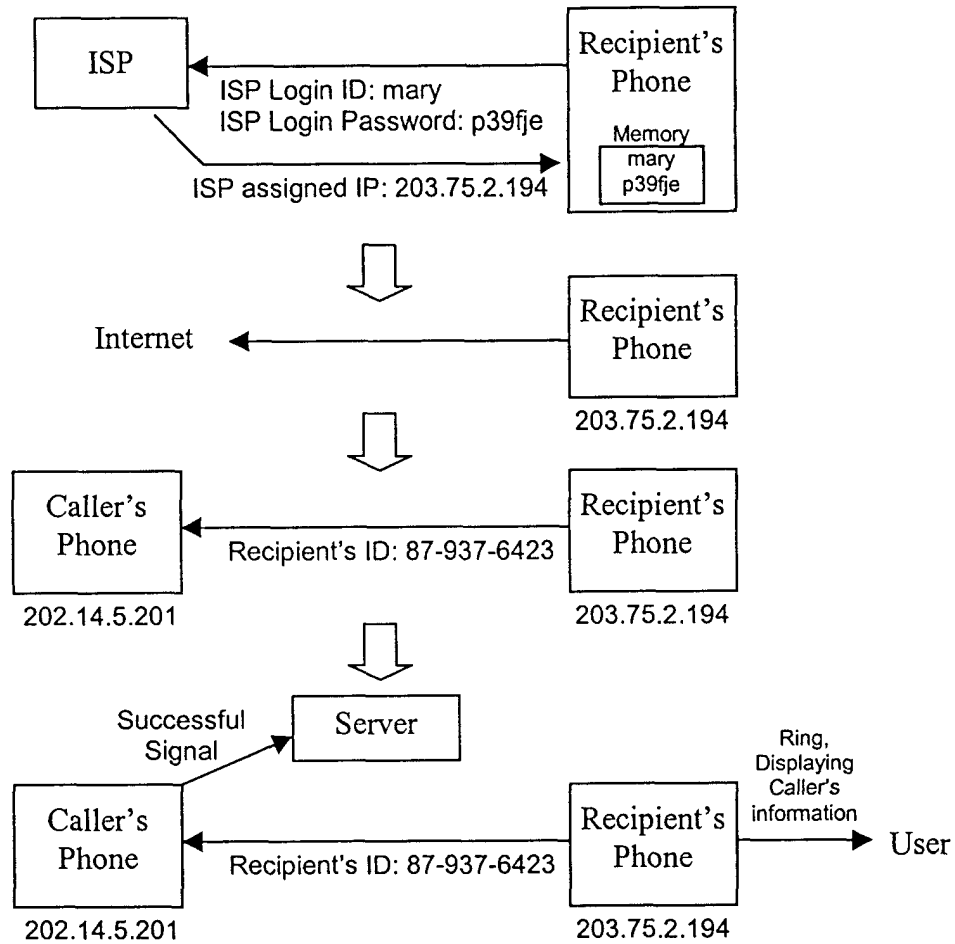 ISP
Recipient's
Phone
ISP Login ID: mary
ISP Login Password: p39fje
Memory
mary
p39fje
ISP assigned IP: 203.75.2.194
Internet
Recipient's
Phone
203.75.2.194
Caller's
Phone
Recipient's
Phone
Recipient's ID: 87-937-6423
202.14.5.201
203.75.2.194
Successful
Signal
Server
Ring,
Displaying
Caller's
information
Caller's
Phone
Recipient's
Phone
User
Recipient's ID: 87-937-6423
202.14.5.201
203.75.2.194